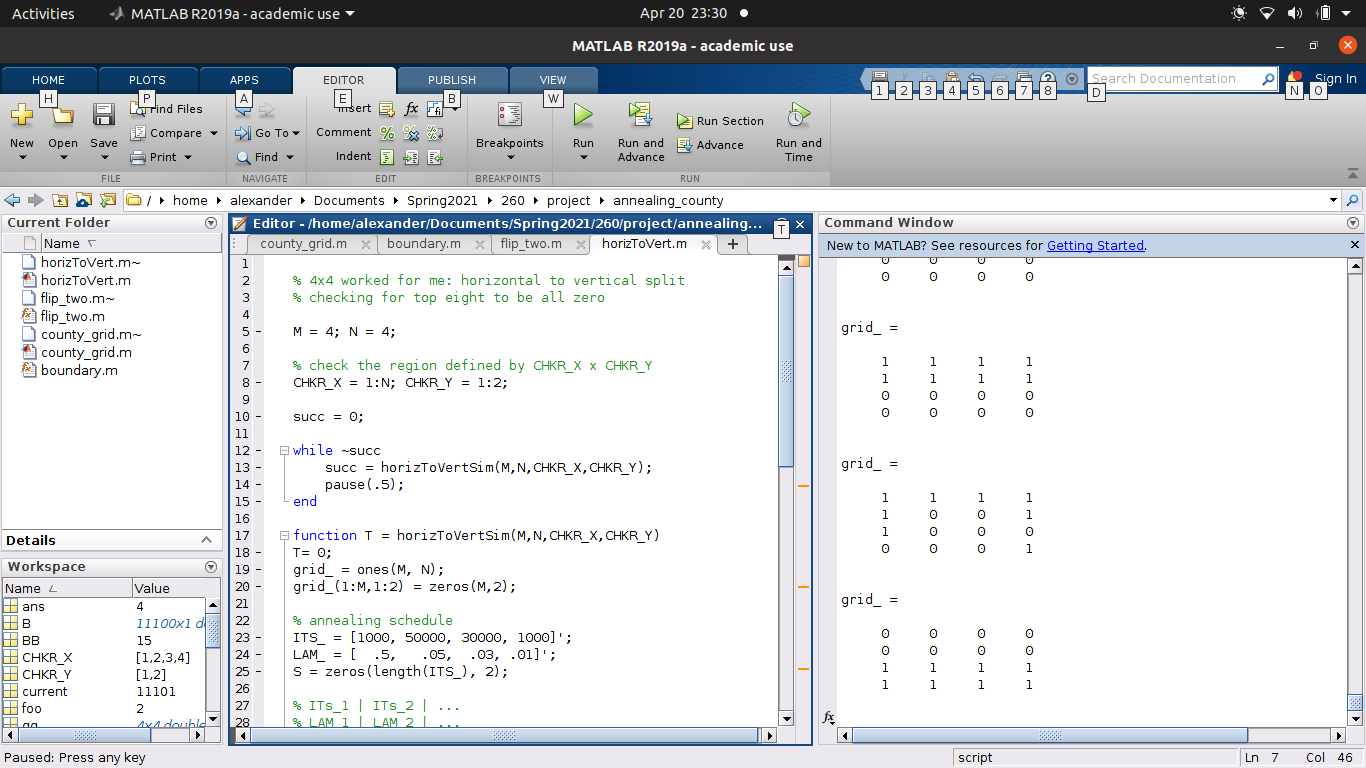 Activities MATLAB R2019a - academic use Apr 20 23:30
MATLAB R2019a - academic use
HOME PLOTS APPS EDITOR PUBLISH VIEW Search Documentation Sign In
H P A E B W 1 2 3 4 5 6 7 8 D N O
New Open Save Find Files Compare Print
FILE
Go To Find
NAVIGATE
Insert fx
Comment
Indent
EDIT
Breakpoints
BREAKPOINTS
Run Run and Advance Run Section Advance Run and Time
RUN
/ home alexander Documents Spring2021 260 project annealing_county
Current Folder
Name
horizToVert.m~
horizToVert.m
flip_two.m~
flip_two.m
county_grid.m~
county_grid.m
boundary.m
Details
Workspace
Name Value
ans 4
B 11100x1
BB 15
CHKR_X [1,2,3,4]
CHKR_Y [1,2]
current 11101
foo 2
4x4 double
Editor - /home/alexander/Documents/Spring2021/260/project/annealing... T
county_grid.m boundary.m flip_two.m horizToVert.m +
1
2 % 4x4 worked for me: horizontal to vertical split
3 % checking for top eight to be all zero
4
5 - M = 4; N = 4;
6
7 % check the region defined by CHKR_X x CHKR_Y
8 - CHKR_X = 1:N; CHKR_Y = 1:2;
9
10 - succ = 0;
11
12 - while ~succ
13 - succ = horizToVertSim(M,N,CHKR_X,CHKR_Y);
14 - pause(.5);
15 - end
16
17 - function T = horizToVertSim(M,N,CHKR_X,CHKR_Y)
18 - T= 0;
19 - grid_ = ones(M, N);
20 - grid_(1:M,1:2) = zeros(M,2);
21
22 % annealing schedule
23 - ITS_ = [1000, 50000, 30000, 1000]';
24 - LAM_ = [ .5, .05, .03, .01]';
25 - S = zeros(length(ITS_), 2);
26
27 % ITs_1 | ITs_2 | ...
28 % LAM_1 | LAM_2 | ...
Command Window
New to MATLAB? See resources for Getting Started.
0 0 0 0
0 0 0 0
grid_ =
1 1 1 1
1 1 1 1
0 0 0 0
0 0 0 0
grid_ =
1 1 1 1
1 0 0 1
1 0 0 0
0 0 0 1
grid_ =
0 0 0 0
0 0 0 0
1 1 1 1
1 1 1 1
fx
Paused: Press any key script Ln 7 Col 46